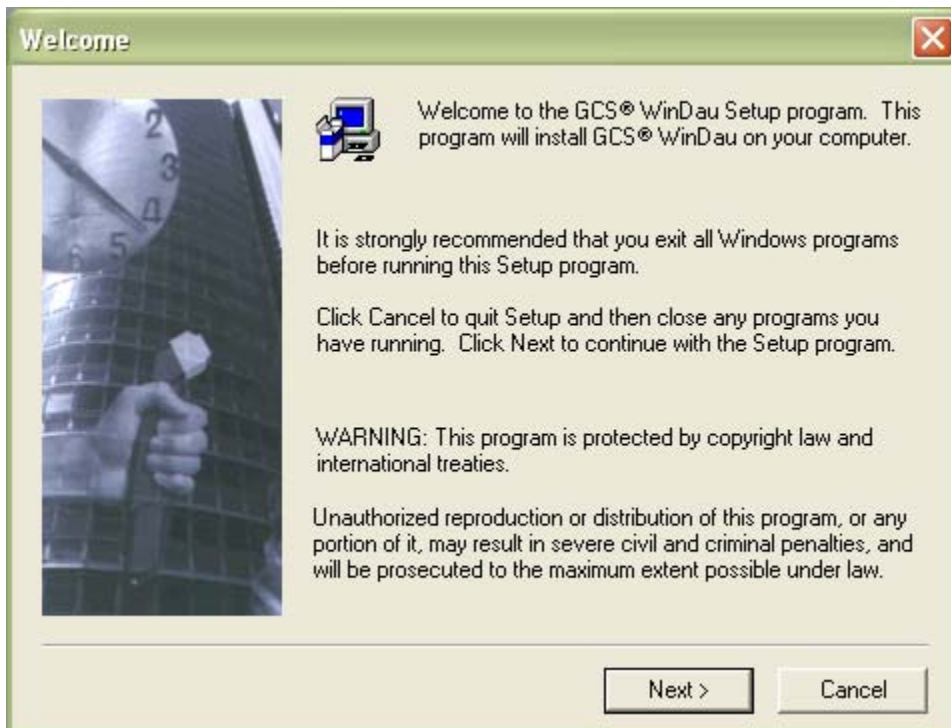 Welcome
2
3
4
5
6
Welcome to the GCS® WinDau Setup program. This
program will install GCS® WinDau on your computer.
It is strongly recommended that you exit all Windows programs
before running this Setup program.
Click Cancel to quit Setup and then close any programs you
have running. Click Next to continue with the Setup program.
WARNING: This program is protected by copyright law and
international treaties.
Unauthorized reproduction or distribution of this program, or any
portion of it, may result in severe civil and criminal penalties, and
will be prosecuted to the maximum extent possible under law.
Next >
Cancel